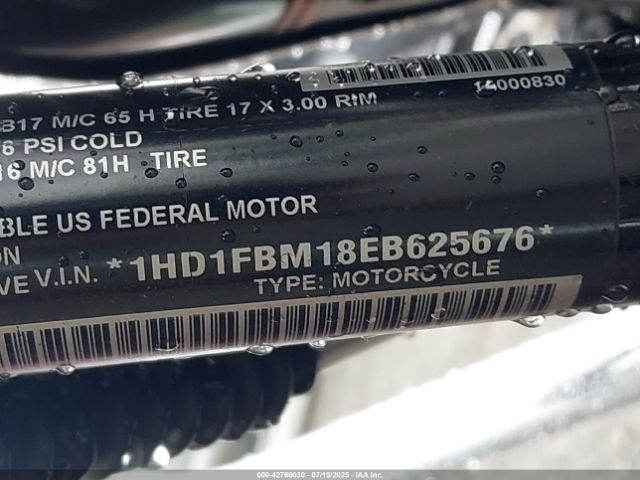 14000830
B17 M/C 65 H TIRE 17 X 3.00 RIM
6 PSI COLD
16 M/C 81H TIRE
BLE US FEDERAL MOTOR
ON
VE V.I.N. *1HD1FBM18EB625676*
TYPE: MOTORCYCLE
000-42766030 - 07/19/2025 - IAA Inc.